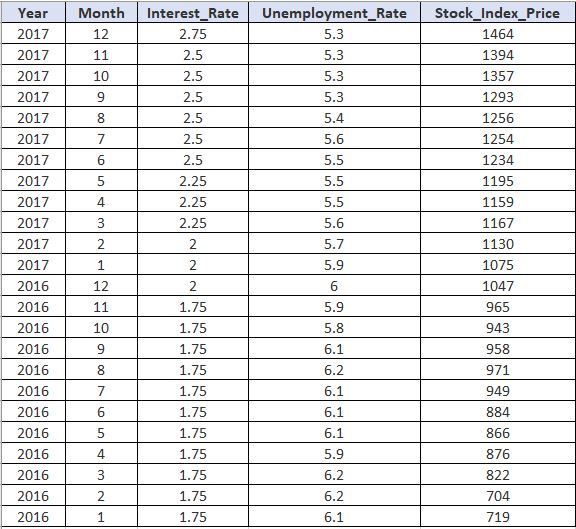 Year Month Interest_Rate Unemployment_Rate Stock_Index_Price
2017 12 2.75 5.3 1464
2017 11 2.5 5.3 1394
2017 10 2.5 5.3 1357
2017 9 2.5 5.3 1293
2017 8 2.5 5.4 1256
2017 7 2.5 5.6 1254
2017 6 2.5 5.5 1234
2017 5 2.25 5.5 1195
2017 4 2.25 5.5 1159
2017 3 2.25 5.6 1167
2017 2 2 5.7 1130
2017 1 2 5.9 1075
2016 12 2 6 1047
2016 11 1.75 5.9 965
2016 10 1.75 5.8 943
2016 9 1.75 6.1 958
2016 8 1.75 6.2 971
2016 7 1.75 6.1 949
2016 6 1.75 6.1 884
2016 5 1.75 6.1 866
2016 4 1.75 5.9 876
2016 3 1.75 6.2 822
2016 2 1.75 6.2 704
2016 1 1.75 6.1 719